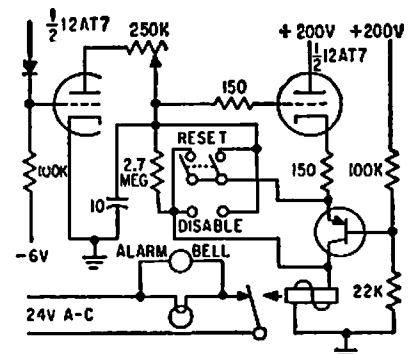 ½ 12AT7
250K
+200V
+200V
½ 12AT7
150
RESET
100K
2.7 MEG
150
100K
10
DISABLE
-6V
ALARM BELL
22K
24V A-C